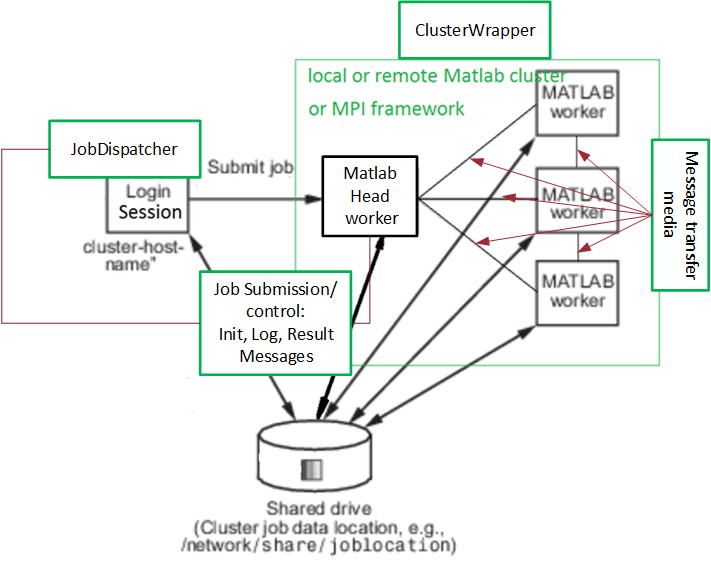 ClusterWrapper
local or remote Matlab cluster
or MPI framework
MATLAB
worker
JobDispatcher
Submit job
Matlab
Head
worker
Login
Session
cluster-host-
name"
MATLAB
worker
Message transfer
media
MATLAB
worker
Job Submission/
control:
Init, Log, Result
Messages
Shared drive
(Cluster job data location, e.g.,
/network/share/joblocation)